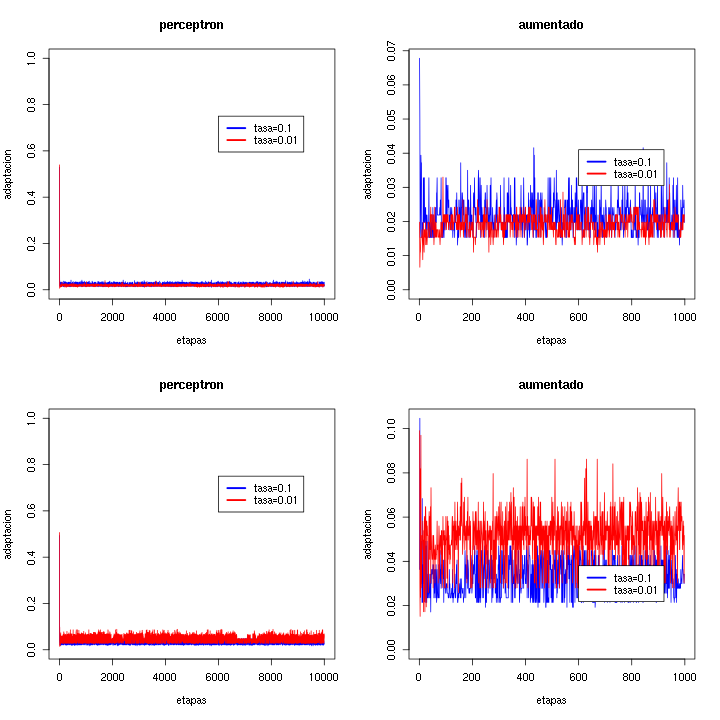 perceptron
adaptacion
1.0
0.8
0.6
0.4
0.2
0.0
tasa=0.1
tasa=0.01
0 2000 4000 6000 8000 10000
etapas
aumentado
adaptacion
0.07
0.06
0.05
0.04
0.03
0.02
0.01
0.00
tasa=0.1
tasa=0.01
0 200 400 600 800 1000
etapas
perceptron
adaptacion
1.0
0.8
0.6
0.4
0.2
0.0
tasa=0.1
tasa=0.01
0 2000 4000 6000 8000 10000
etapas
aumentado
adaptacion
0.10
0.08
0.06
0.04
0.02
0.00
tasa=0.1
tasa=0.01
0 200 400 600 800 1000
etapas